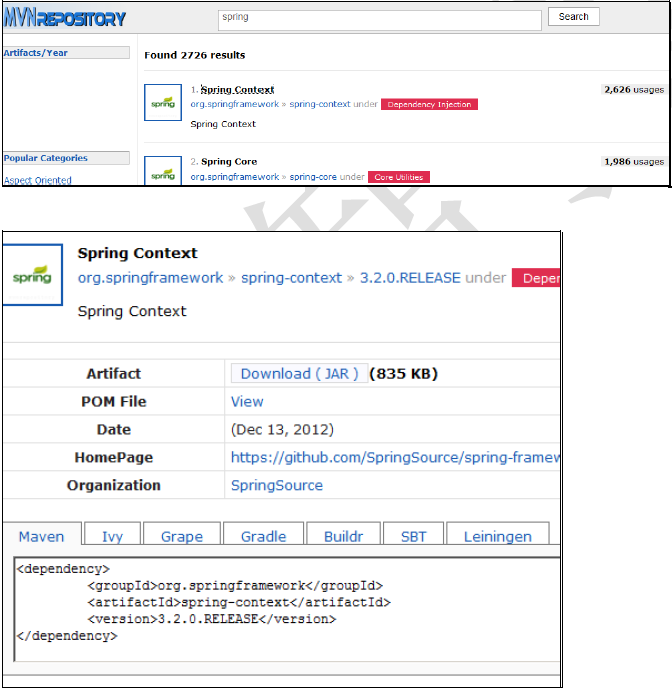 MVNREPOSITORY
spring
Search
Artifacts/Year
Found 2726 results
spring
1. Spring Context
2,626 usages
org.springframework » spring-context under Dependency Injection
Spring Context
Popular Categories
Aspect Oriented
spring
2. Spring Core
1,986 usages
org.springframework » spring-core under Core Utilities
spring
Spring Context
org.springframework » spring-context » 3.2.0.RELEASE under Depen
Spring Context
Artifact Download ( JAR ) (835 KB)
POM File View
Date (Dec 13, 2012)
HomePage https://github.com/SpringSource/spring-framew
Organization SpringSource
Maven Ivy Grape Gradle Buildr SBT Leiningen
<dependency>
<groupId>org.springframework</groupId>
<artifactId>spring-context</artifactId>
<version>3.2.0.RELEASE</version>
</dependency>